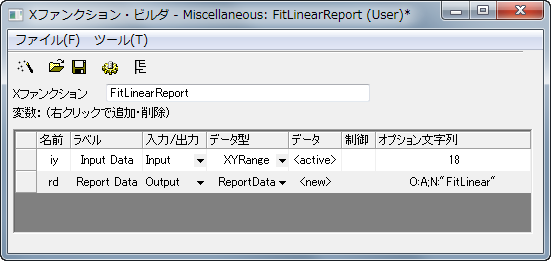 Xファンクション・ビルダ - Miscellaneous: FitLinearReport (User)*
ファイル(F) ツール(T)
Xファンクション FitLinearReport
変数: (右クリックで追加・削除)
名前 ラベル 入力/出力 データ型 データ 制御 オプション文字列
iy Input Data Input XYRange <active> 18
rd Report Data Output ReportData <new> O:A;N:"FitLinear"